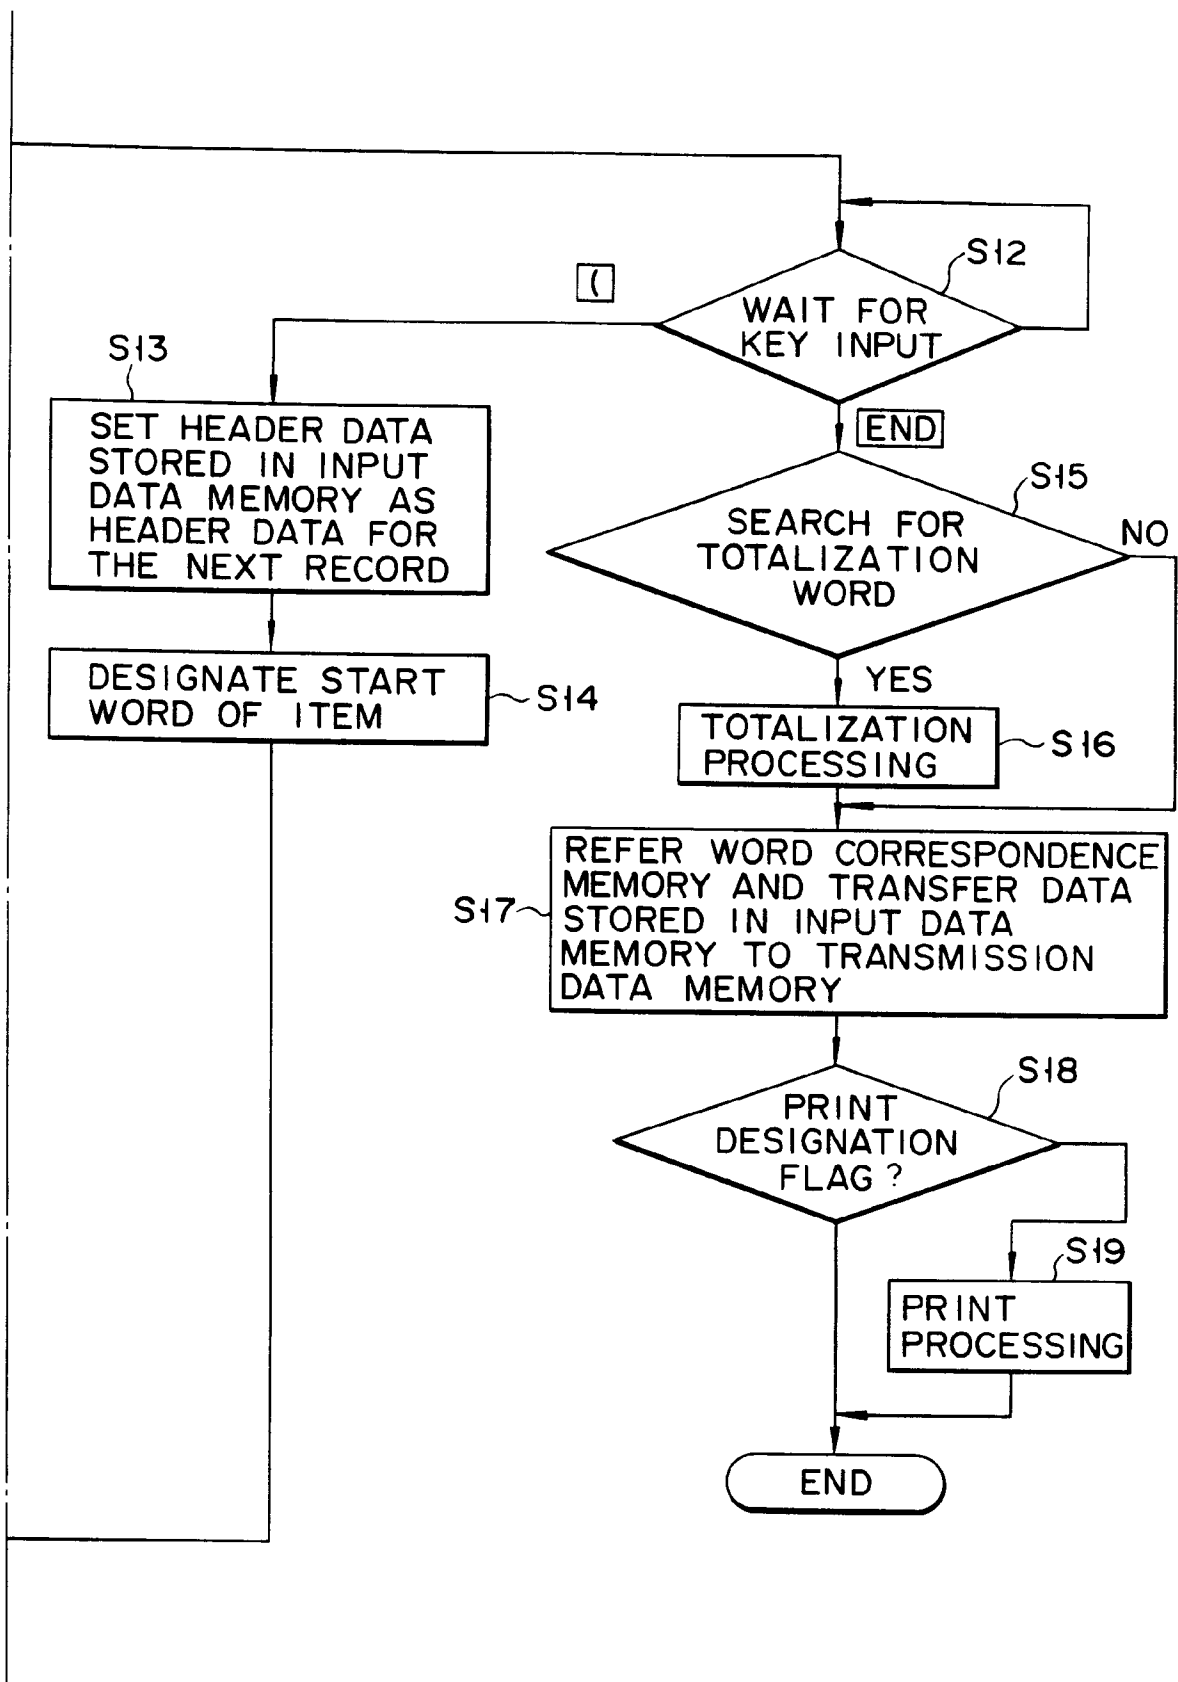 S12
(
WAIT FOR
KEY INPUT
S13
END
SET HEADER DATA
STORED IN INPUT
DATA MEMORY AS
HEADER DATA FOR
THE NEXT RECORD
S15
SEARCH FOR
TOTALIZATION
WORD
NO
DESIGNATE START
WORD OF ITEM
S14
YES
TOTALIZATION
PROCESSING
S16
REFER WORD CORRESPONDENCE
MEMORY AND TRANSFER DATA
STORED IN INPUT DATA
MEMORY TO TRANSMISSION
DATA MEMORY
S17
S18
PRINT
DESIGNATION
FLAG ?
S19
PRINT
PROCESSING
END